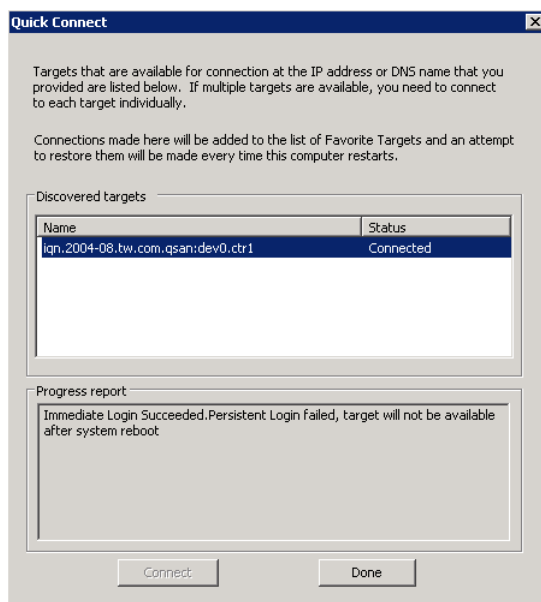 Quick Connect
Targets that are available for connection at the IP address or DNS name that you
provided are listed below.  If multiple targets are available, you need to connect
to each target individually.
Connections made here will be added to the list of Favorite Targets and an attempt
to restore them will be made every time this computer restarts.
Discovered targets
Name Status
iqn.2004-08.tw.com.qsan:dev0.ctr1 Connected
Progress report
Immediate Login Succeeded.Persistent Login failed, target will not be available
after system reboot
Connect Done